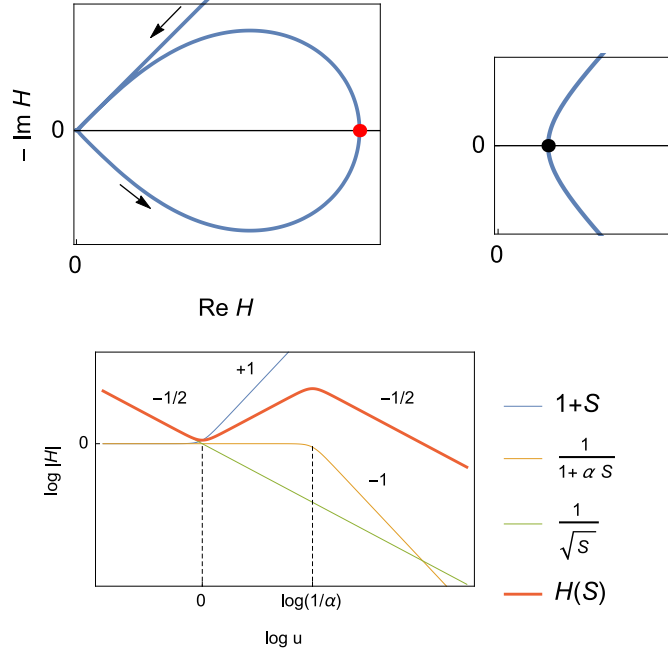 – Im H
0
0
Re H
0
0
log |H|
0
–1/2
+1
–1/2
–1
0
log(1/α)
log u
1+S
1
1+ α S
1
√S
H(S)